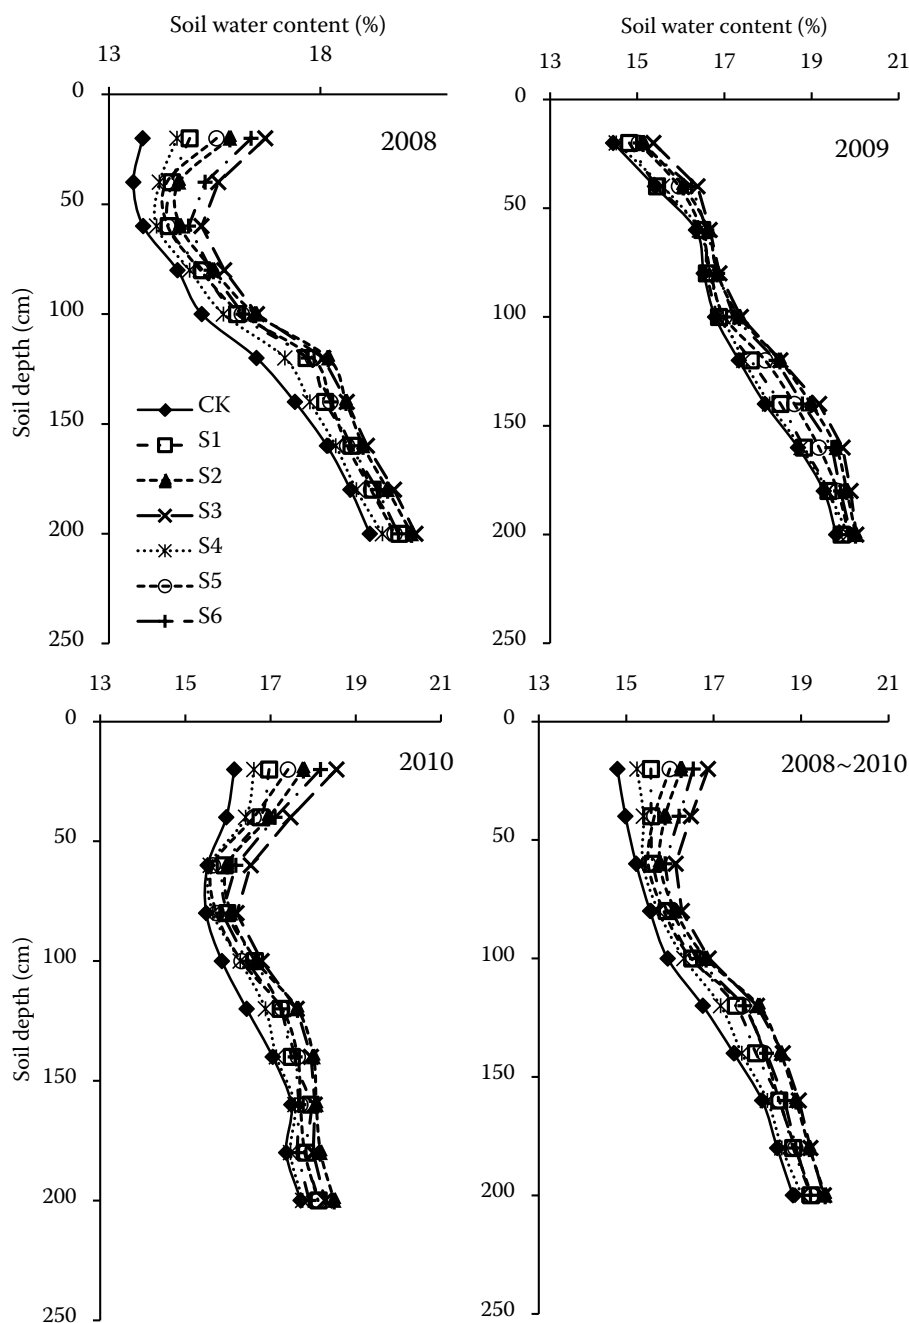 Soil water content (%)
13 18
0
50
100
150
200
250
Soil depth (cm)
2008
CK
S1
S2
S3
S4
S5
S6
Soil water content (%)
13 15 17 19 21
0
50
100
150
200
250
2009
13 15 17 19 21
0
50
100
150
200
250
Soil depth (cm)
2010
13 15 17 19 21
0
50
100
150
200
250
2008~2010